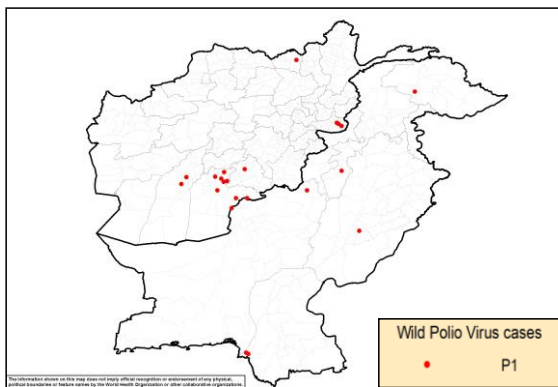 Wild Polio Virus cases
P1
The information shown on this map does not imply official recognition or endorsement of any physical,
political boundaries or feature names by the World Health Organization or other collaborative organizations.